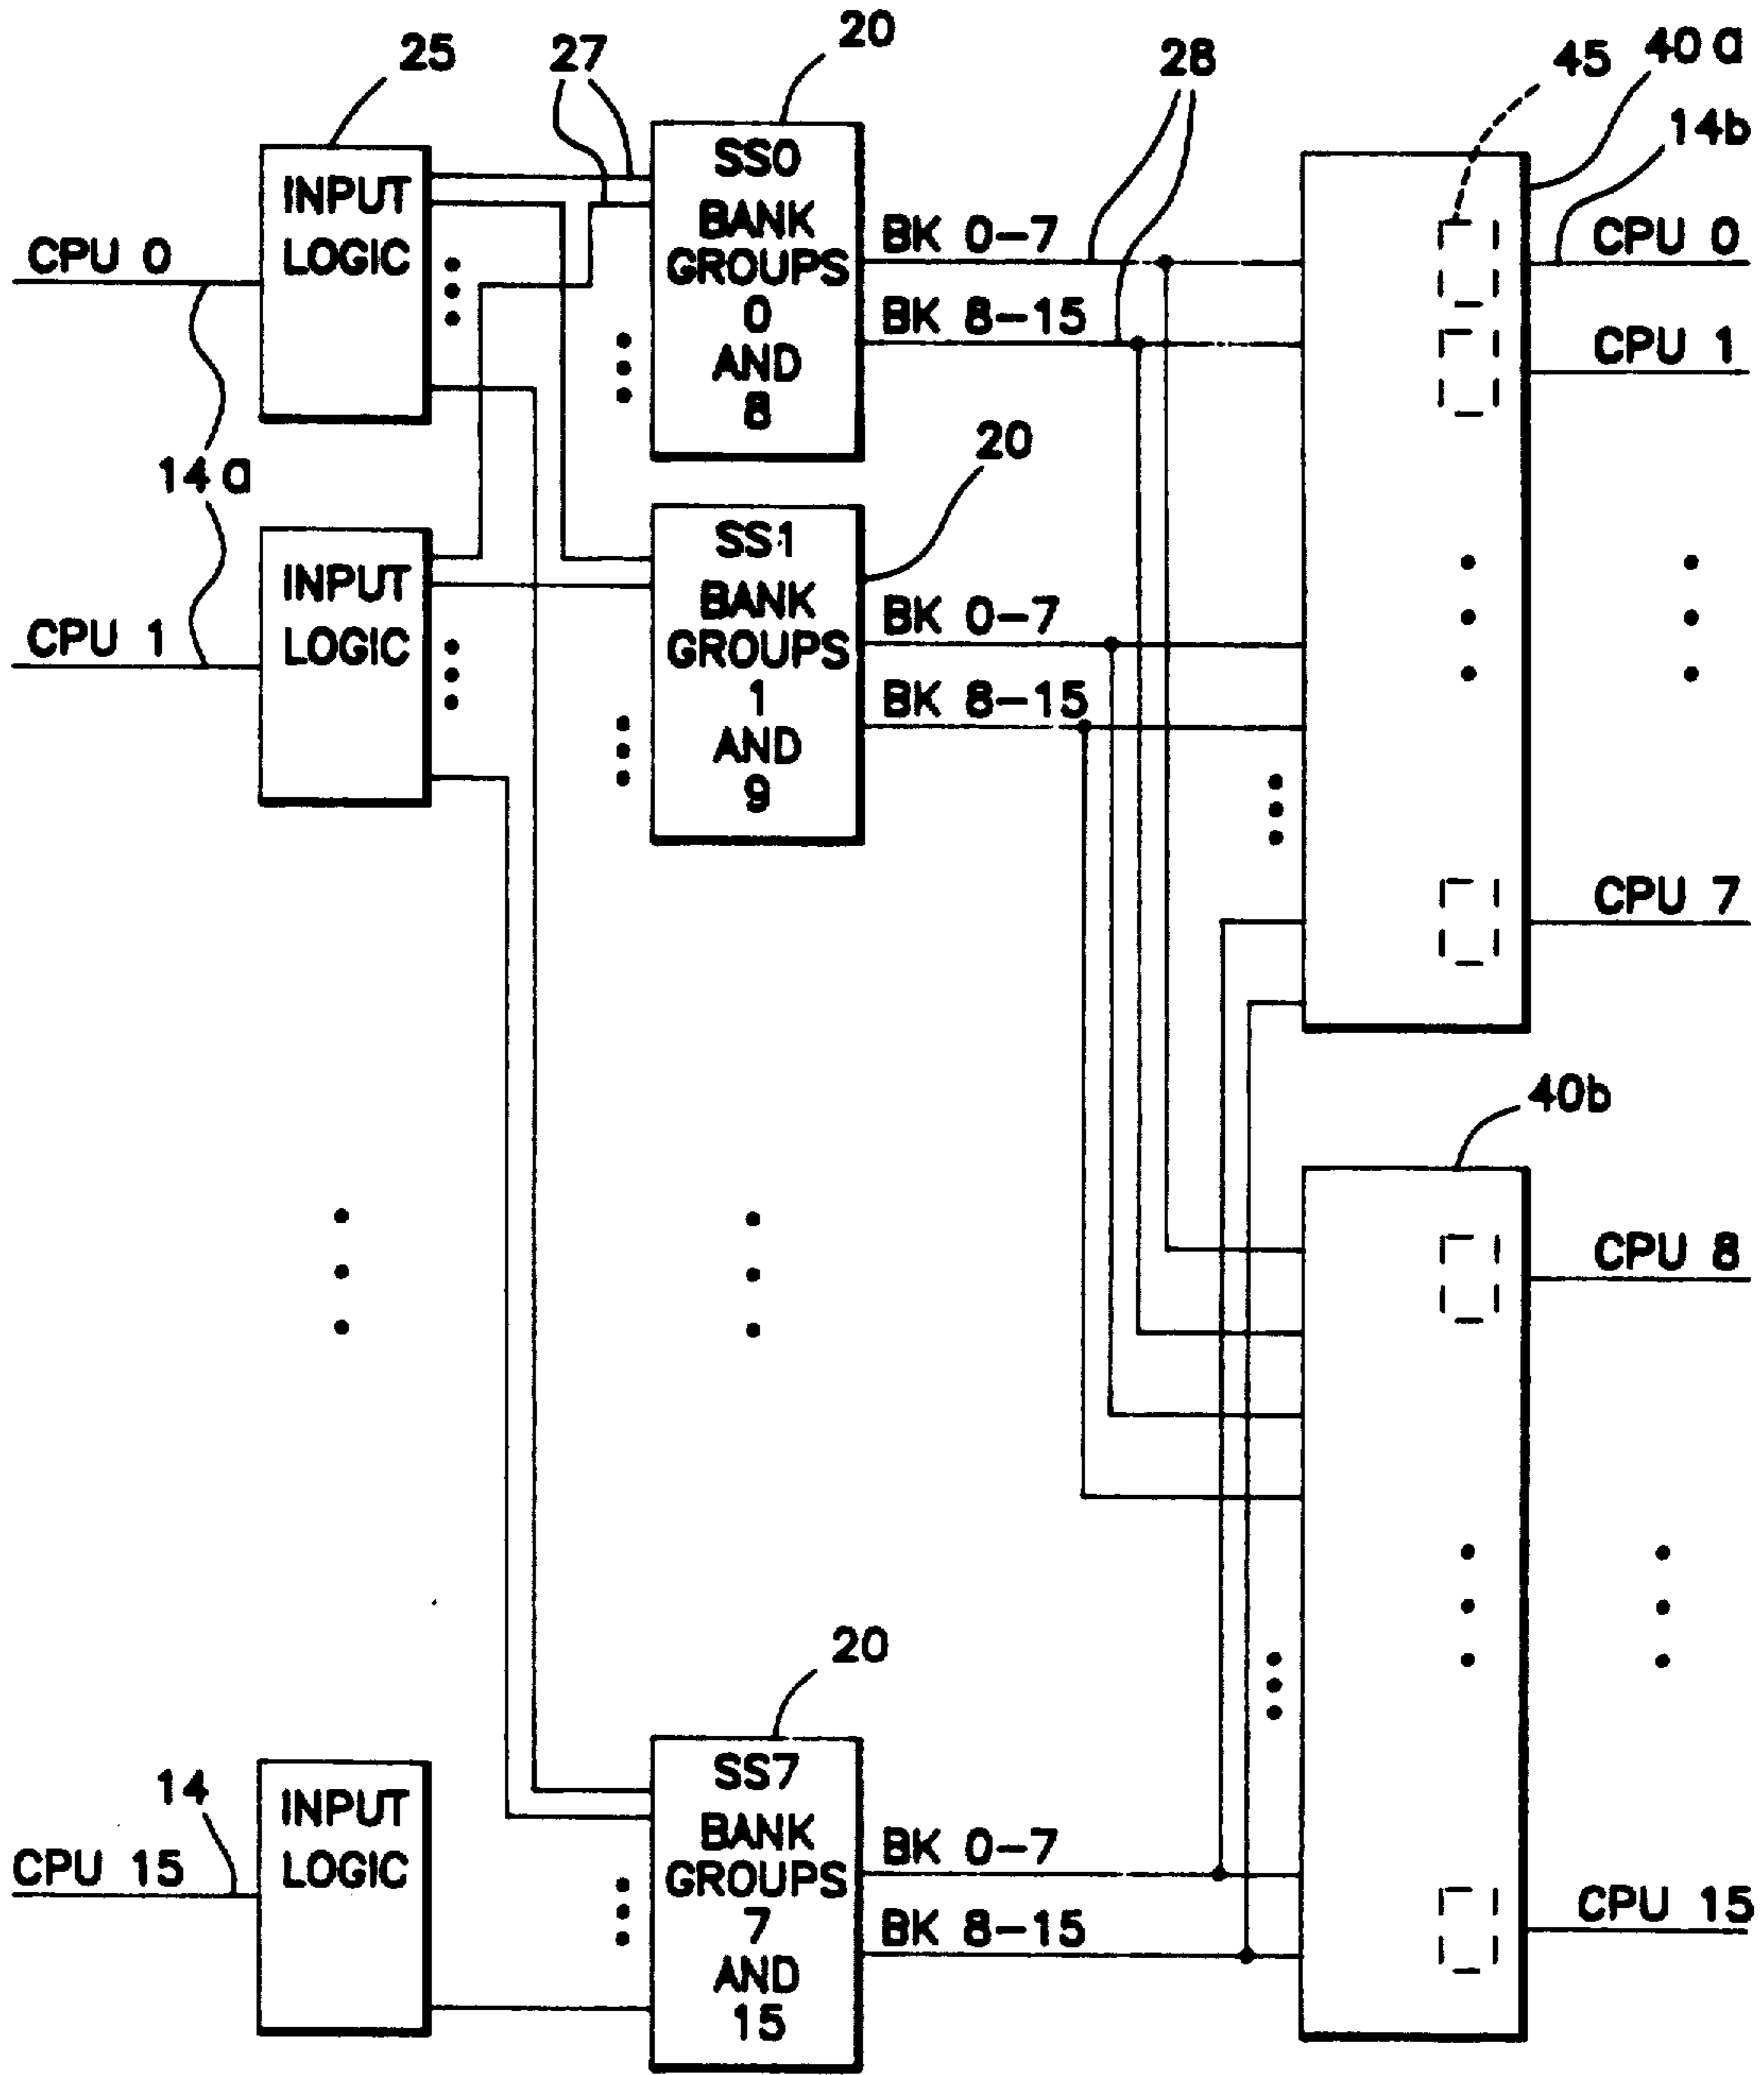 25
27
20
28
45
40a
14b
INPUT
LOGIC
CPU 0
SS0
BANK
GROUPS
0
AND
8
BK 0-7
BK 8-15
CPU 0
CPU 1
14a
20
INPUT
LOGIC
CPU 1
SS1
BANK
GROUPS
1
AND
9
BK 0-7
BK 8-15
CPU 7
40b
CPU 8
20
14
INPUT
LOGIC
CPU 15
SS7
BANK
GROUPS
7
AND
15
BK 0-7
BK 8-15
CPU 15